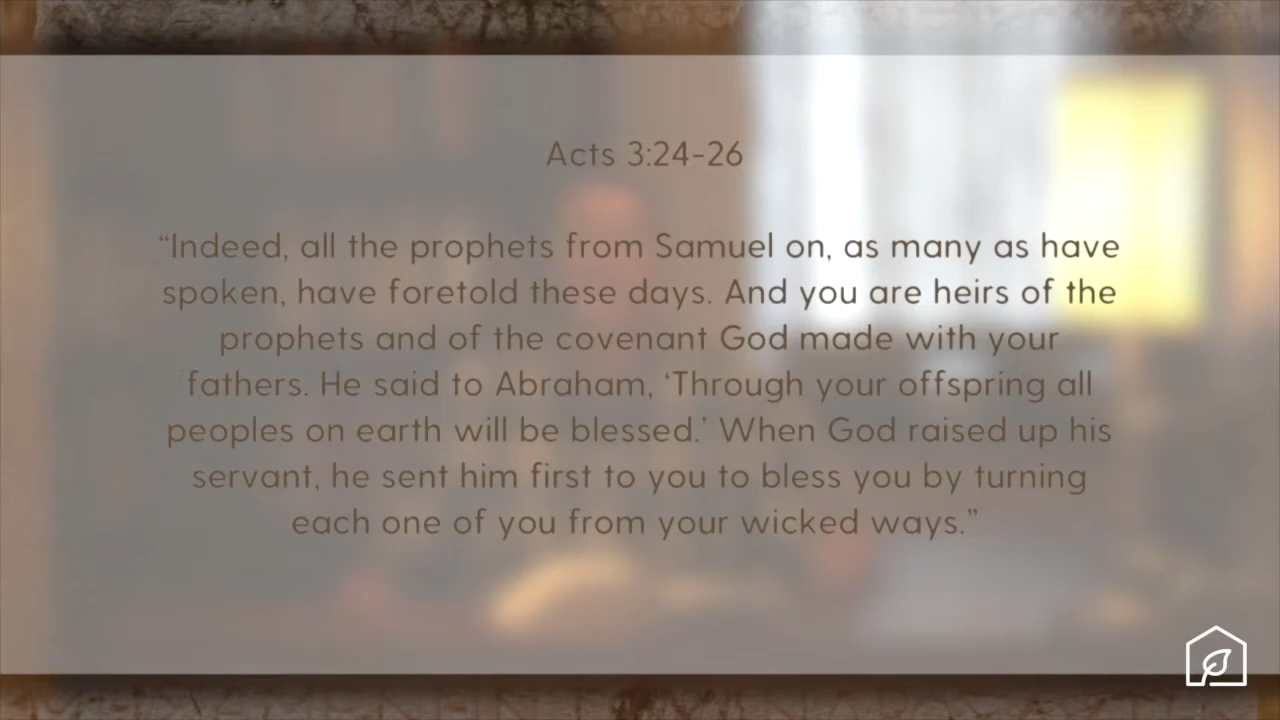 Acts 3:24-26
“Indeed, all the prophets from Samuel on, as many as have
spoken, have foretold these days. And you are heirs of the
prophets and of the covenant God made with your
fathers. He said to Abraham, ‘Through your offspring all
peoples on earth will be blessed.’ When God raised up his
servant, he sent him first to you to bless you by turning
each one of you from your wicked ways.”